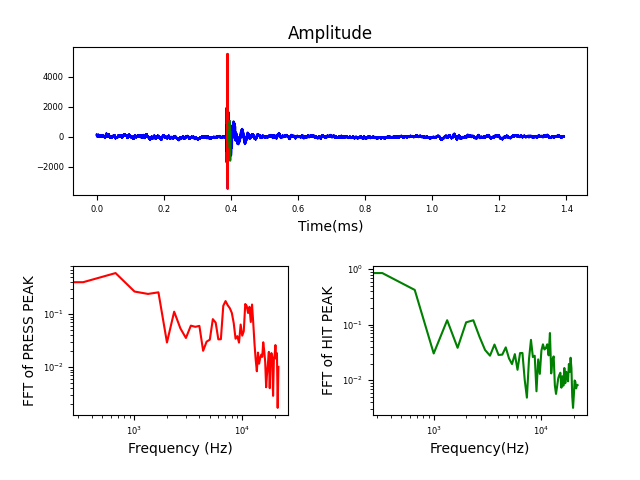 Amplitude
4000
2000
0
−2000
0.0 0.2 0.4 0.6 0.8 1.0 1.2 1.4
Time(ms)
FFT of PRESS PEAK
10⁻¹
10⁻²
10³ 10⁴
Frequency (Hz)
FFT of HIT PEAK
10⁰
10⁻¹
10⁻²
10³ 10⁴
Frequency(Hz)